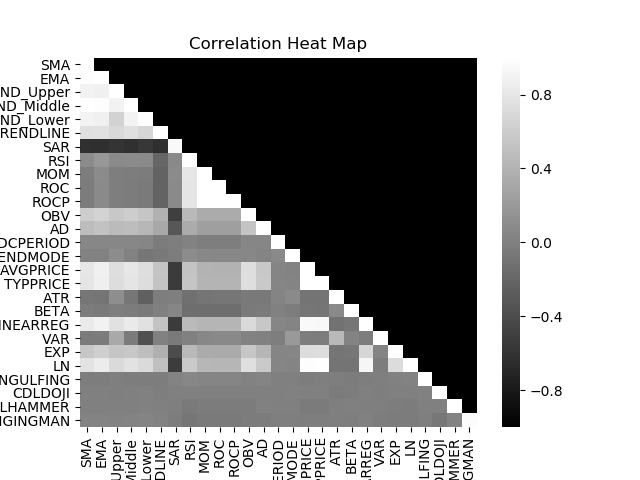 Correlation Heat Map
SMA
EMA
ND_Upper
ND_Middle
ND_Lower
RENDLINE
SAR
RSI
MOM
ROC
ROCP
OBV
AD
DCPERIOD
ENDMODE
AVGPRICE
TYPPRICE
ATR
BETA
INEARREG
VAR
EXP
LN
NGULFING
CDLDOJI
LHAMMER
GINGMAN
0.8
0.4
0.0
−0.4
−0.8
SMA
EMA
Upper
Middle
Lower
DLINE
SAR
RSI
MOM
ROC
ROCP
OBV
AD
ERIOD
MODE
PRICE
PPRICE
ATR
BETA
RREG
VAR
EXP
LN
LFING
LDOJI
MMER
GMAN